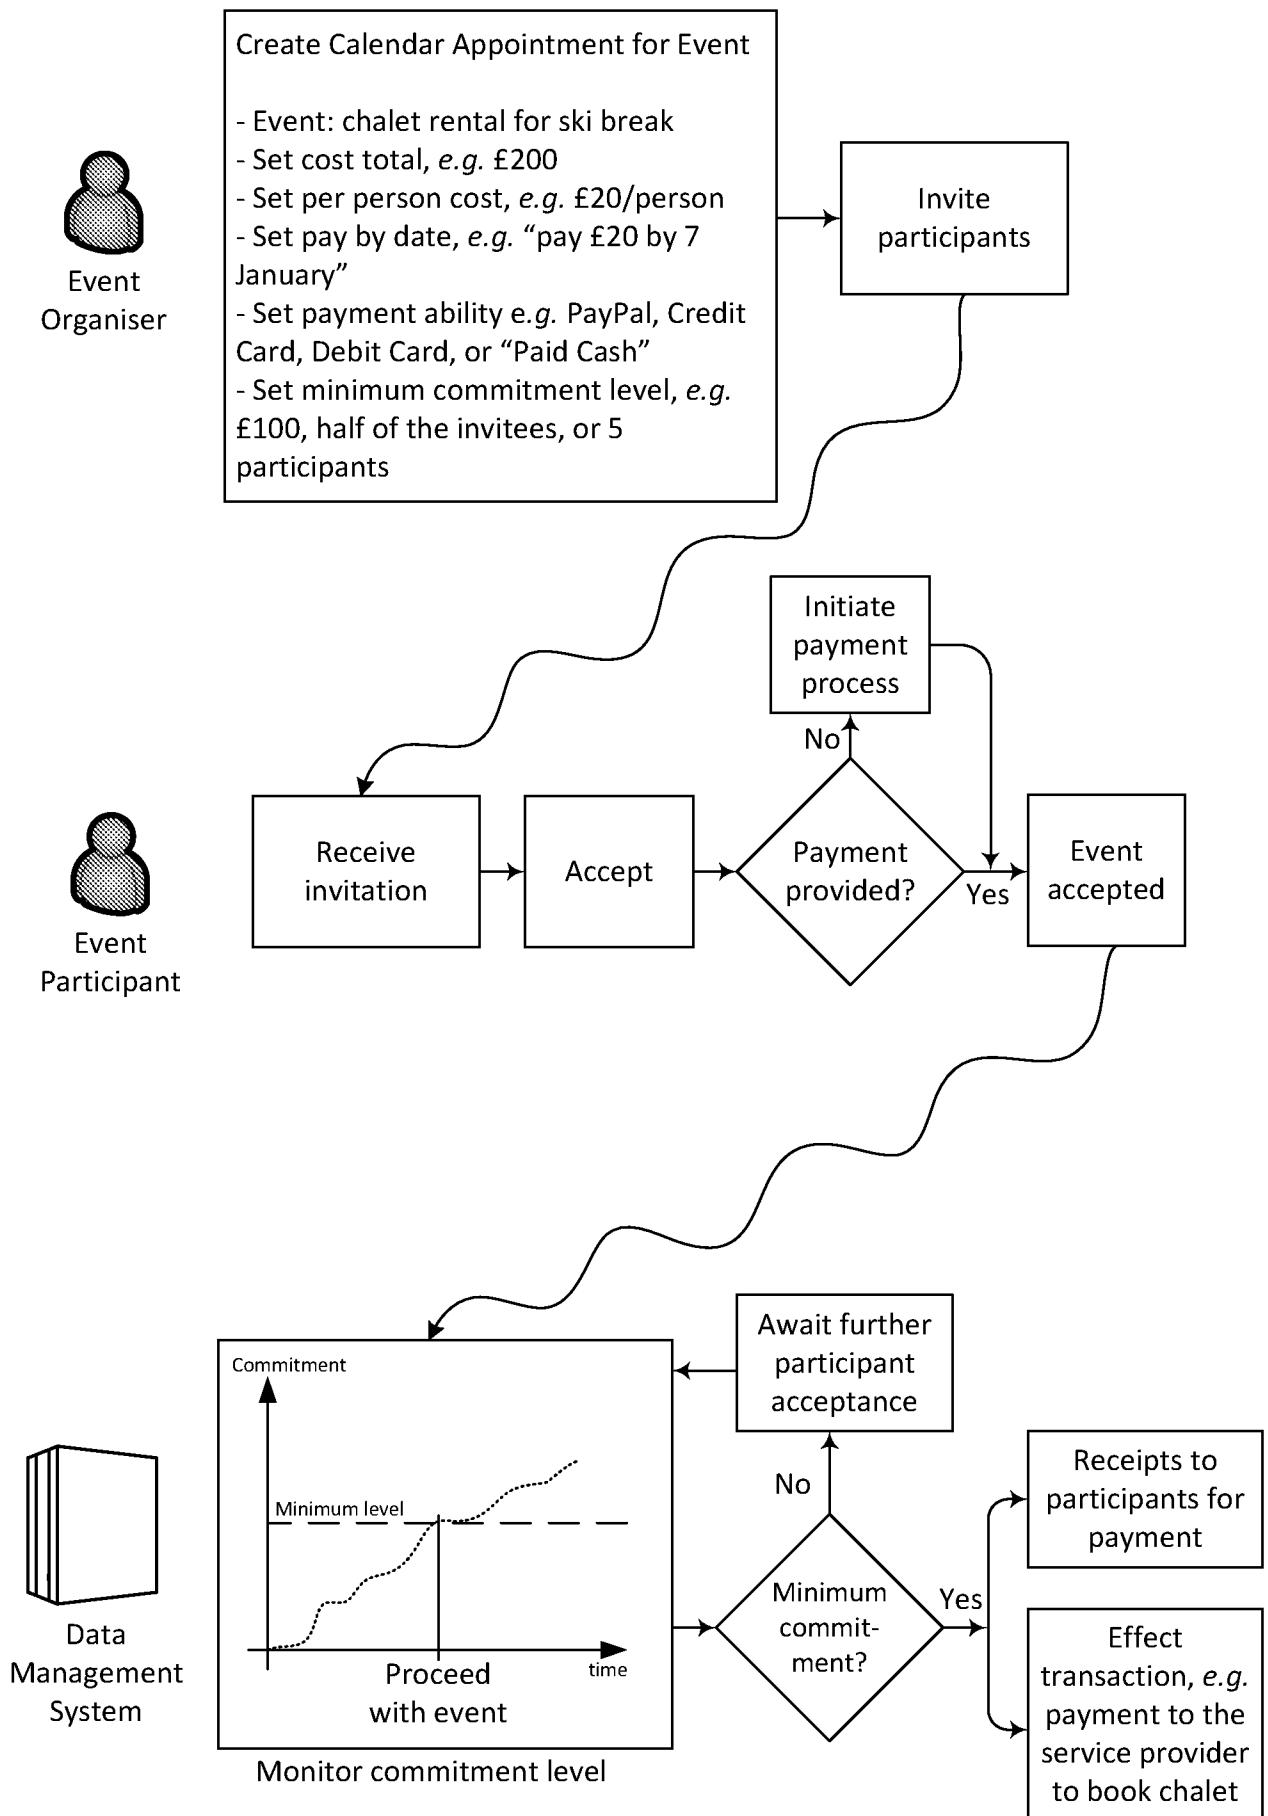 Create Calendar Appointment for Event
- Event: chalet rental for ski break
- Set cost total, e.g. £200
- Set per person cost, e.g. £20/person
- Set pay by date, e.g. “pay £20 by 7
January”
- Set payment ability e.g. PayPal, Credit
Card, Debit Card, or “Paid Cash”
- Set minimum commitment level, e.g.
£100, half of the invitees, or 5
participants
Invite
participants
Event
Organiser
Initiate
payment
process
No
Receive
invitation
Accept
Payment
provided?
Yes
Event
accepted
Event
Participant
Await further
participant
acceptance
Commitment
Minimum level
time
Proceed
with event
Monitor commitment level
No
Minimum
commit-
ment?
Yes
Receipts to
participants for
payment
Effect
transaction, e.g.
payment to the
service provider
to book chalet
Data
Management
System